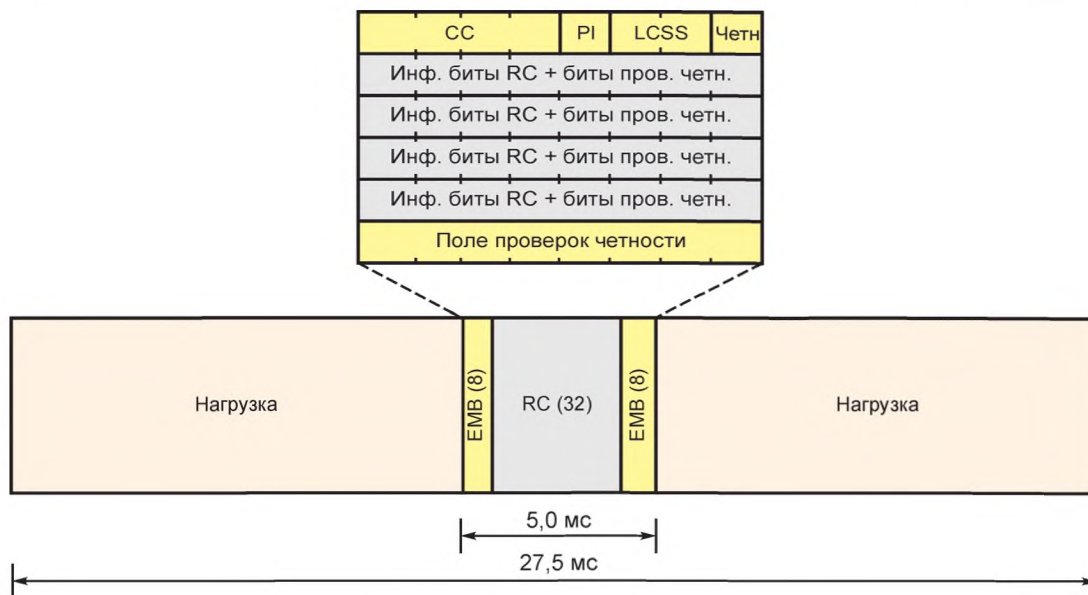 CC PI LCSS Четн
Инф. биты RC + биты пров. четн.
Инф. биты RC + биты пров. четн.
Инф. биты RC + биты пров. четн.
Инф. биты RC + биты пров. четн.
Поле проверок четности
Нагрузка
EMB (8)
RC (32)
EMB (8)
Нагрузка
5,0 мс
27,5 мс